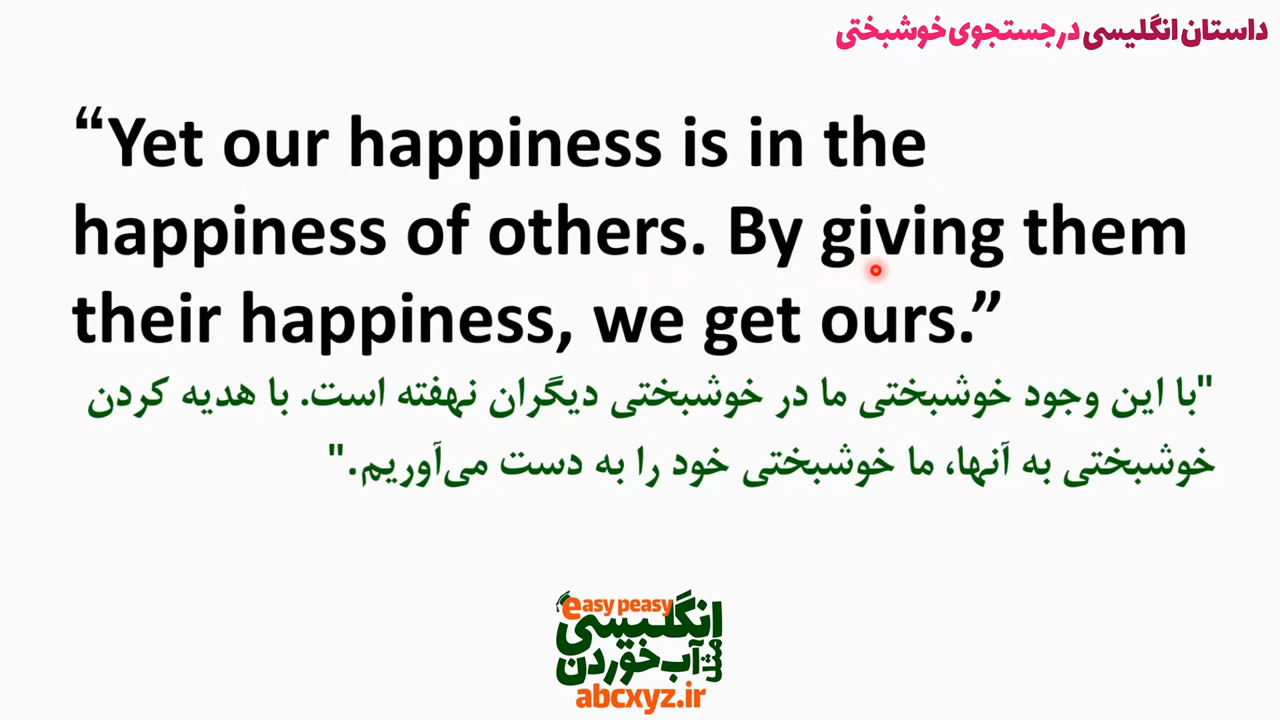 داستان انگلیسی در جستجوی خوشبختی
“Yet our happiness is in the
happiness of others. By giving them
their happiness, we get ours.”
"با این وجود خوشبختی ما در خوشبختی دیگران نهفته است. با هدیه کردن
خوشبختی به آنها، ما خوشبختی خود را به دست می‌آوریم."
easy peasy
انگلیسی
مثل آب خوردن
abcxyz.ir